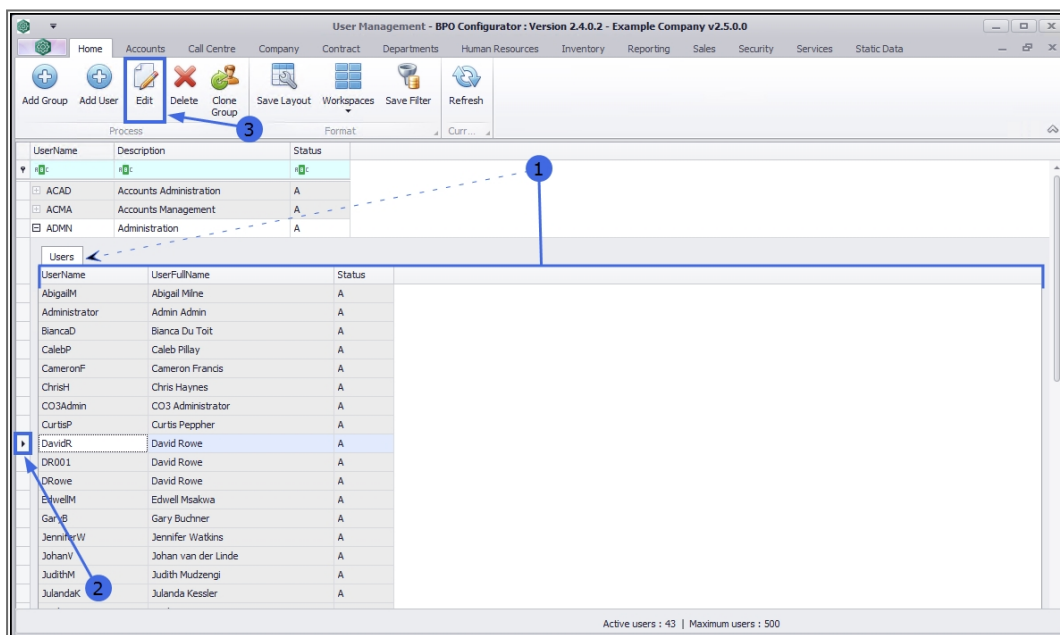 User Management - BPO Configurator : Version 2.4.0.2 - Example Company v2.5.0.0
Home Accounts Call Centre Company Contract Departments Human Resources Inventory Reporting Sales Security Services Static Data
Add Group Add User Edit Delete Clone Group Save Layout Workspaces Save Filter Refresh
Process Format Curr...
3
UserName Description Status
1
ACAD Accounts Administration A
ACMA Accounts Management A
ADMN Administration A
Users
UserName UserFullName Status
AbigailM Abigail Milne A
Administrator Admin Admin A
BiancaD Bianca Du Toit A
CalebP Caleb Pillay A
CameronF Cameron Francis A
ChrisH Chris Haynes A
CO3Admin CO3 Administrator A
CurtisP Curtis Peppher A
DavidR David Rowe A
DR001 David Rowe A
DRowe David Rowe A
EdwellM Edwell Msakwa A
GaryB Gary Buchner A
JenniferW Jennifer Watkins A
JohanV Johan van der Linde A
JudithM Judith Mudzengi A
JulandaK Julanda Kessler A
2
Active users : 43 | Maximum users : 500